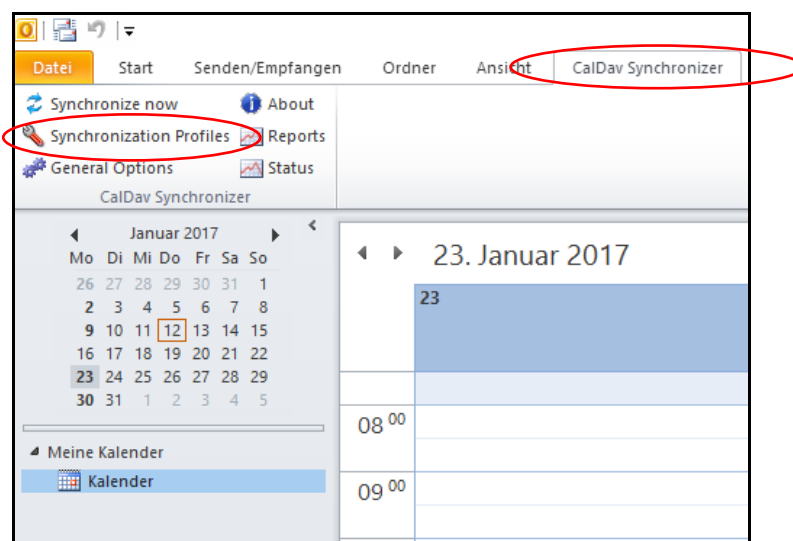 Datei Start Senden/Empfangen Ordner Ansicht CalDav Synchronizer
Synchronize now About
Synchronization Profiles Reports
General Options Status
CalDav Synchronizer
Januar 2017
Mo Di Mi Do Fr Sa So
26 27 28 29 30 31 1
2 3 4 5 6 7 8
9 10 11 12 13 14 15
16 17 18 19 20 21 22
23 24 25 26 27 28 29
30 31 1 2 3 4 5
Meine Kalender
Kalender
23. Januar 2017
23
08 00
09 00